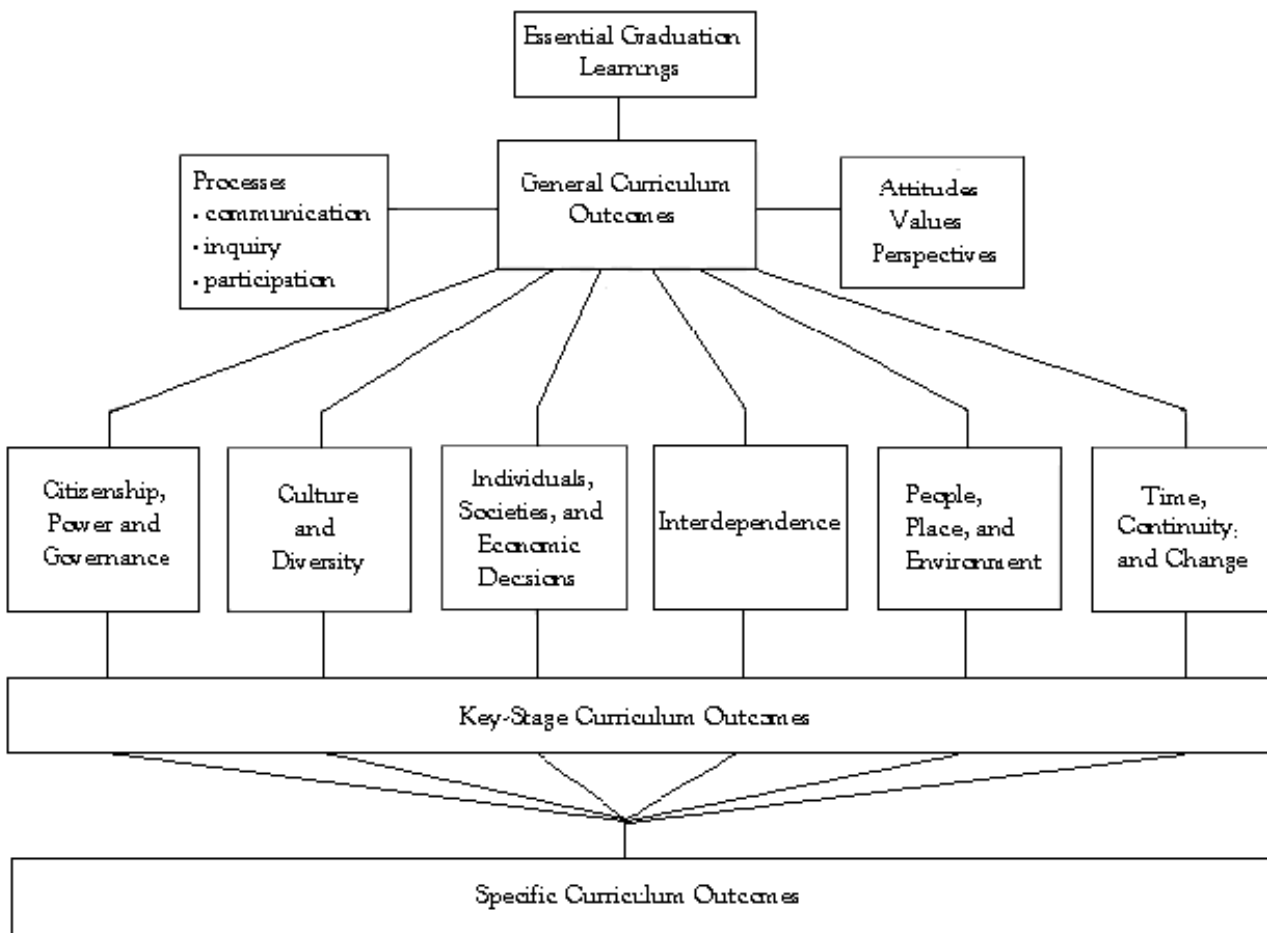 Essential Graduation
Learnings
Processes
• communication
• inquiry
• participation
General Curriculum
Outcomes
Attitudes
Values
Perspectives
Citizenship,
Power and
Governance
Culture
and
Diversity
Individuals,
Societies, and
Economic
Decisions
Interdependence
People,
Place, and
Environment
Time,
Continuity,
and Change
Key-Stage Curriculum Outcomes
Specific Curriculum Outcomes